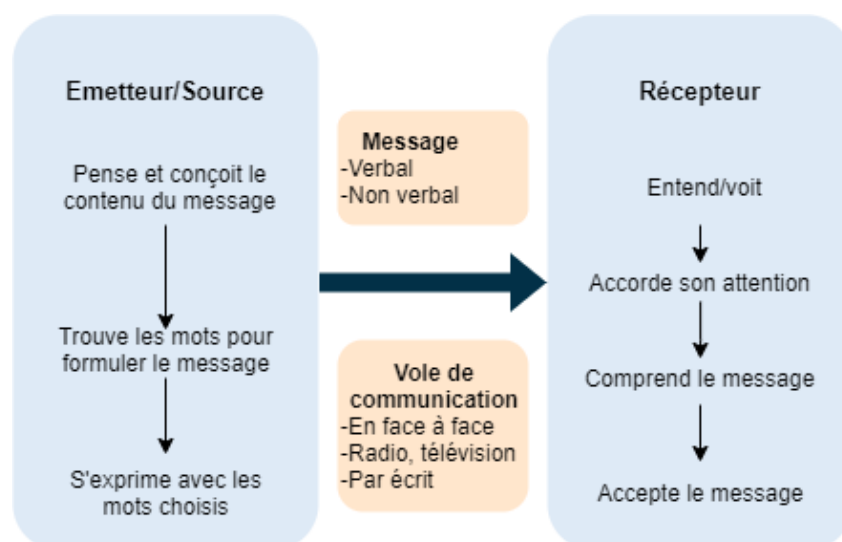 Emetteur/Source
Pense et conçoit le
contenu du message
Trouve les mots pour
formuler le message
S'exprime avec les
mots choisis
Message
-Verbal
-Non verbal
Vole de
communication
-En face à face
-Radio, télévision
-Par écrit
Récepteur
Entend/voit
Accorde son attention
Comprend le message
Accepte le message